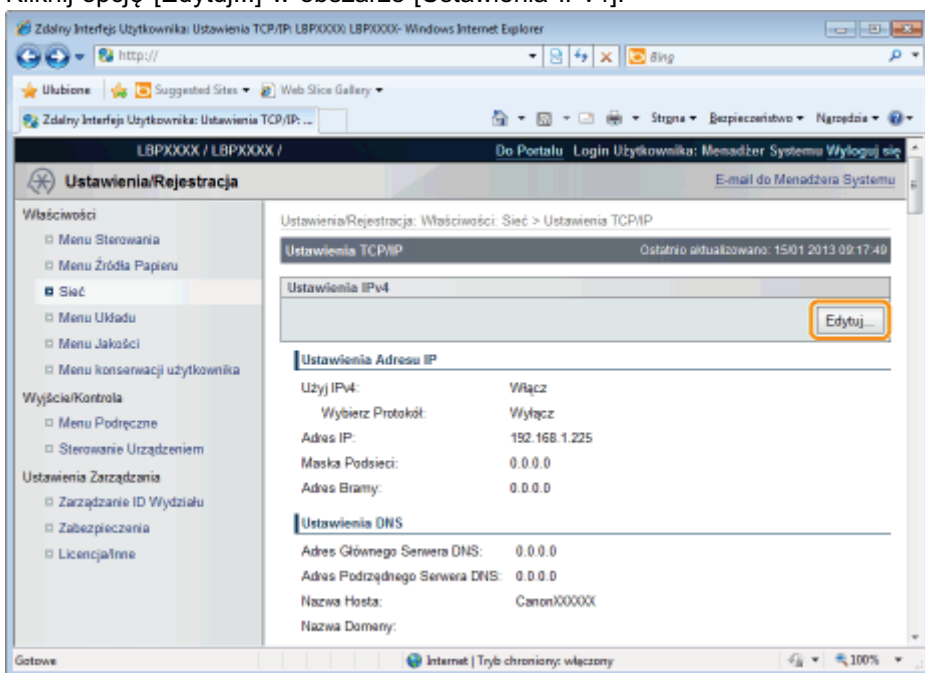 Kliknij opcję [Edytuj...] w obszarze [Ustawienia IPv4].
Zdalny Interfejs Użytkownika: Ustawienia TCP/IP: LBPXXXX: LBPXXXX- Windows Internet Explorer
http://
Bing
Ulubione Suggested Sites Web Slice Gallery
Zdalny Interfejs Użytkownika: Ustawienia TCP/IP: ... Strona Bezpieczeństwo Narzędzia
LBPXXXX / LBPXXXX / Do Portalu Login Użytkownika: Menadżer Systemu Wyloguj się
Ustawienia/Rejestracja E-mail do Menadżera Systemu
Właściwości
Menu Sterowania
Menu Źródła Papieru
Sieć
Menu Układu
Menu Jakości
Menu konserwacji użytkownika
Wyjście/Kontrola
Menu Podręczne
Sterowanie Urządzeniem
Ustawienia Zarządzania
Zarządzanie ID Wydziału
Zabezpieczenia
Licencja/Inne
Ustawienia/Rejestracja: Właściwości: Sieć > Ustawienia TCP/IP
Ustawienia TCP/IP Ostatnio aktualizowano: 15/01 2013 09:17:49
Ustawienia IPv4
Edytuj...
Ustawienia Adresu IP
Użyj IPv4: Włącz
Wybierz Protokół: Wyłącz
Adres IP: 192.168.1.225
Maska Podsieci: 0.0.0.0
Adres Bramy: 0.0.0.0
Ustawienia DNS
Adres Głównego Serwera DNS: 0.0.0.0
Adres Podrzędnego Serwera DNS: 0.0.0.0
Nazwa Hosta: CanonXXXXXX
Nazwa Domeny:
Gotowe Internet | Tryb chroniony: włączony 100%